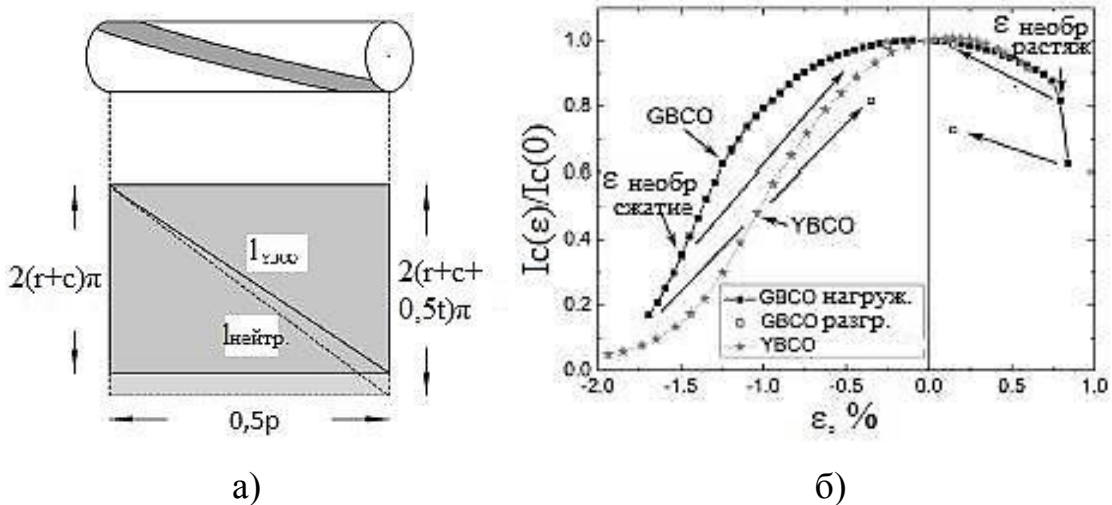 2(r+c)π
l_YBCO
l_нейтр.
2(r+c+
0,5t)π
0,5p
а)
Ic(ε)/Ic(0)
1.0
0.8
0.6
0.4
0.2
0.0
GBCO
ε необр
сжатие
YBCO
ε необр
растяж
GBCO нагруж.
GBCO разгр.
YBCO
-2.0 -1.5 -1.0 -0.5 0.0 0.5 1.0
ε, %
б)